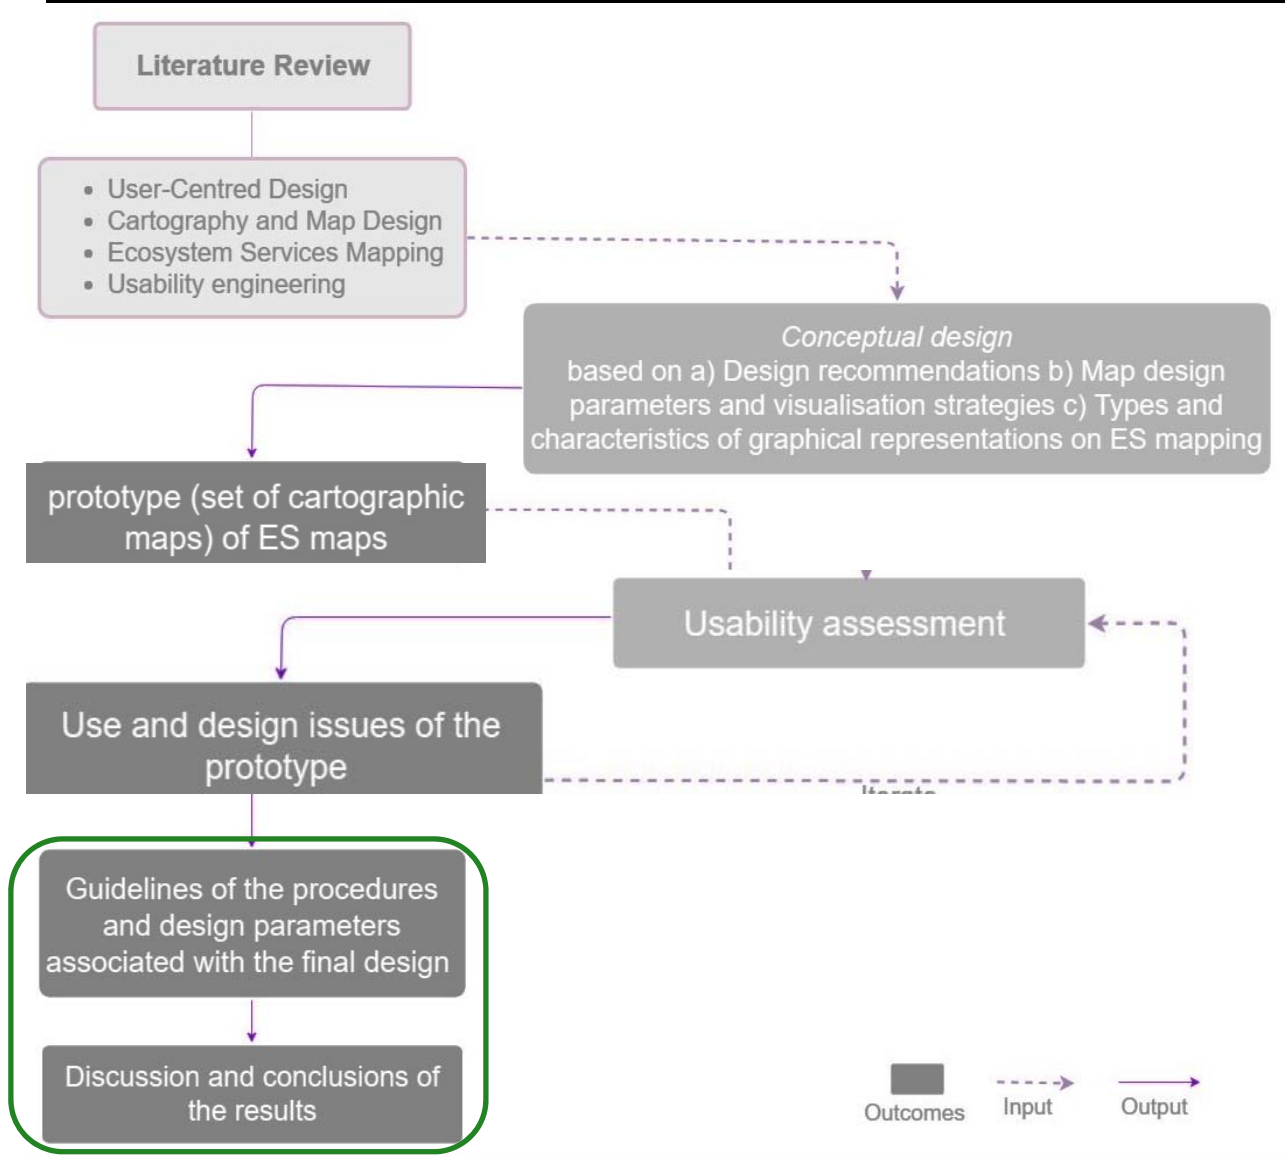 Literature Review
• User-Centred Design
• Cartography and Map Design
• Ecosystem Services Mapping
• Usability engineering
Conceptual design
based on a) Design recommendations b) Map design
parameters and visualisation strategies c) Types and
characteristics of graphical representations on ES mapping
prototype (set of cartographic
maps) of ES maps
Usability assessment
Use and design issues of the
prototype
Iterate
Guidelines of the procedures
and design parameters
associated with the final design
Discussion and conclusions of
the results
Outcomes
Input
Output